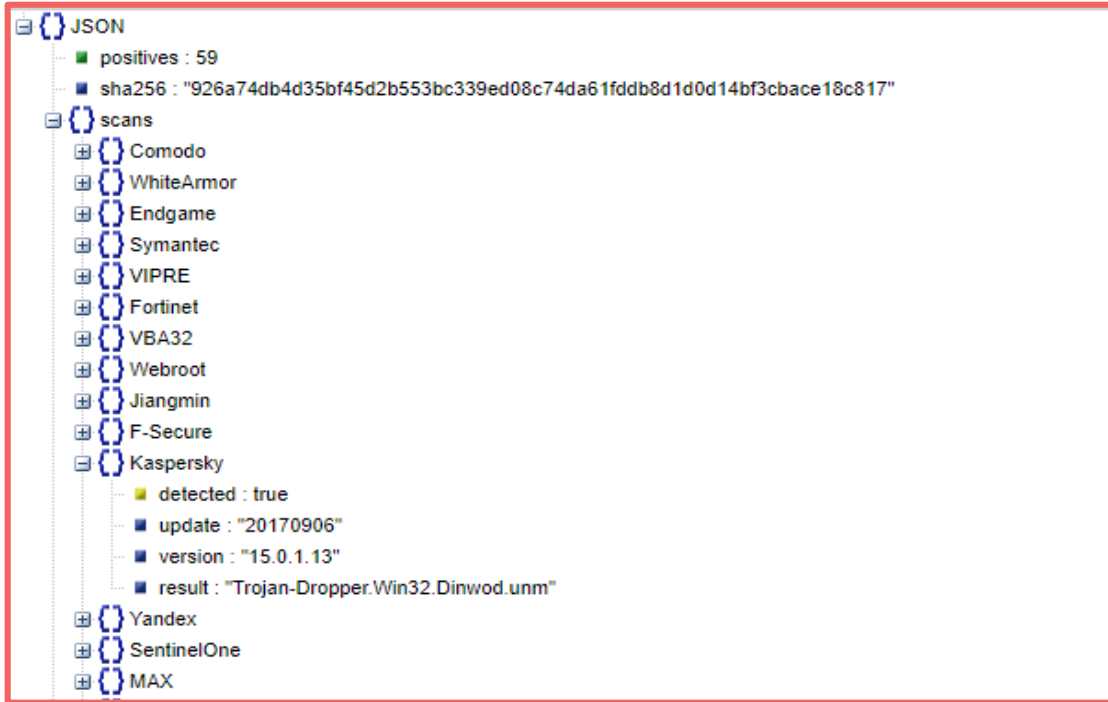 JSON
positives : 59
sha256 : "926a74db4d35bf45d2b553bc339ed08c74da61fddb8d1d0d14bf3cbace18c817"
scans
Comodo
WhiteArmor
Endgame
Symantec
VIPRE
Fortinet
VBA32
Webroot
Jiangmin
F-Secure
Kaspersky
detected : true
update : "20170906"
version : "15.0.1.13"
result : "Trojan-Dropper.Win32.Dinwod.unm"
Yandex
SentinelOne
MAX